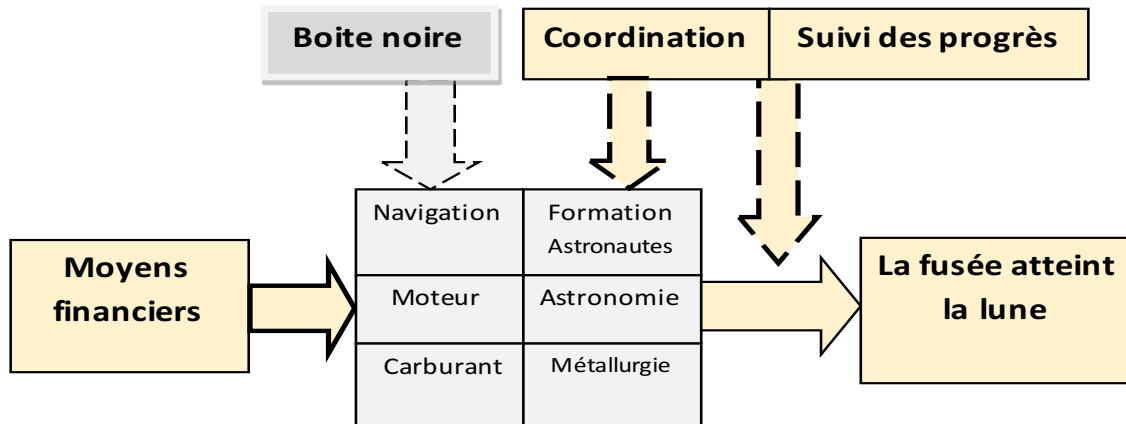 Boite noire
Coordination
Suivi des progrès
Navigation
Formation
Astronautes
Moyens
financiers
Moteur
Astronomie
La fusée atteint
la lune
Carburant
Métallurgie